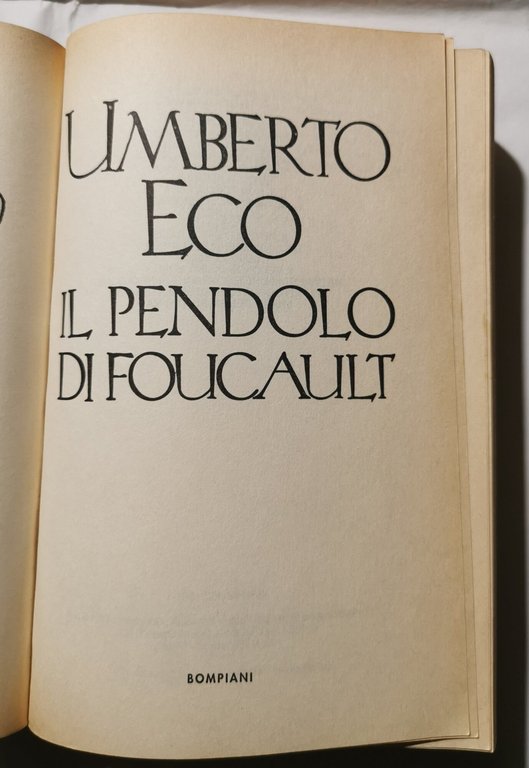 UMBERTO
ECO
IL PENDOLO
DI FOUCAULT
BOMPIANI